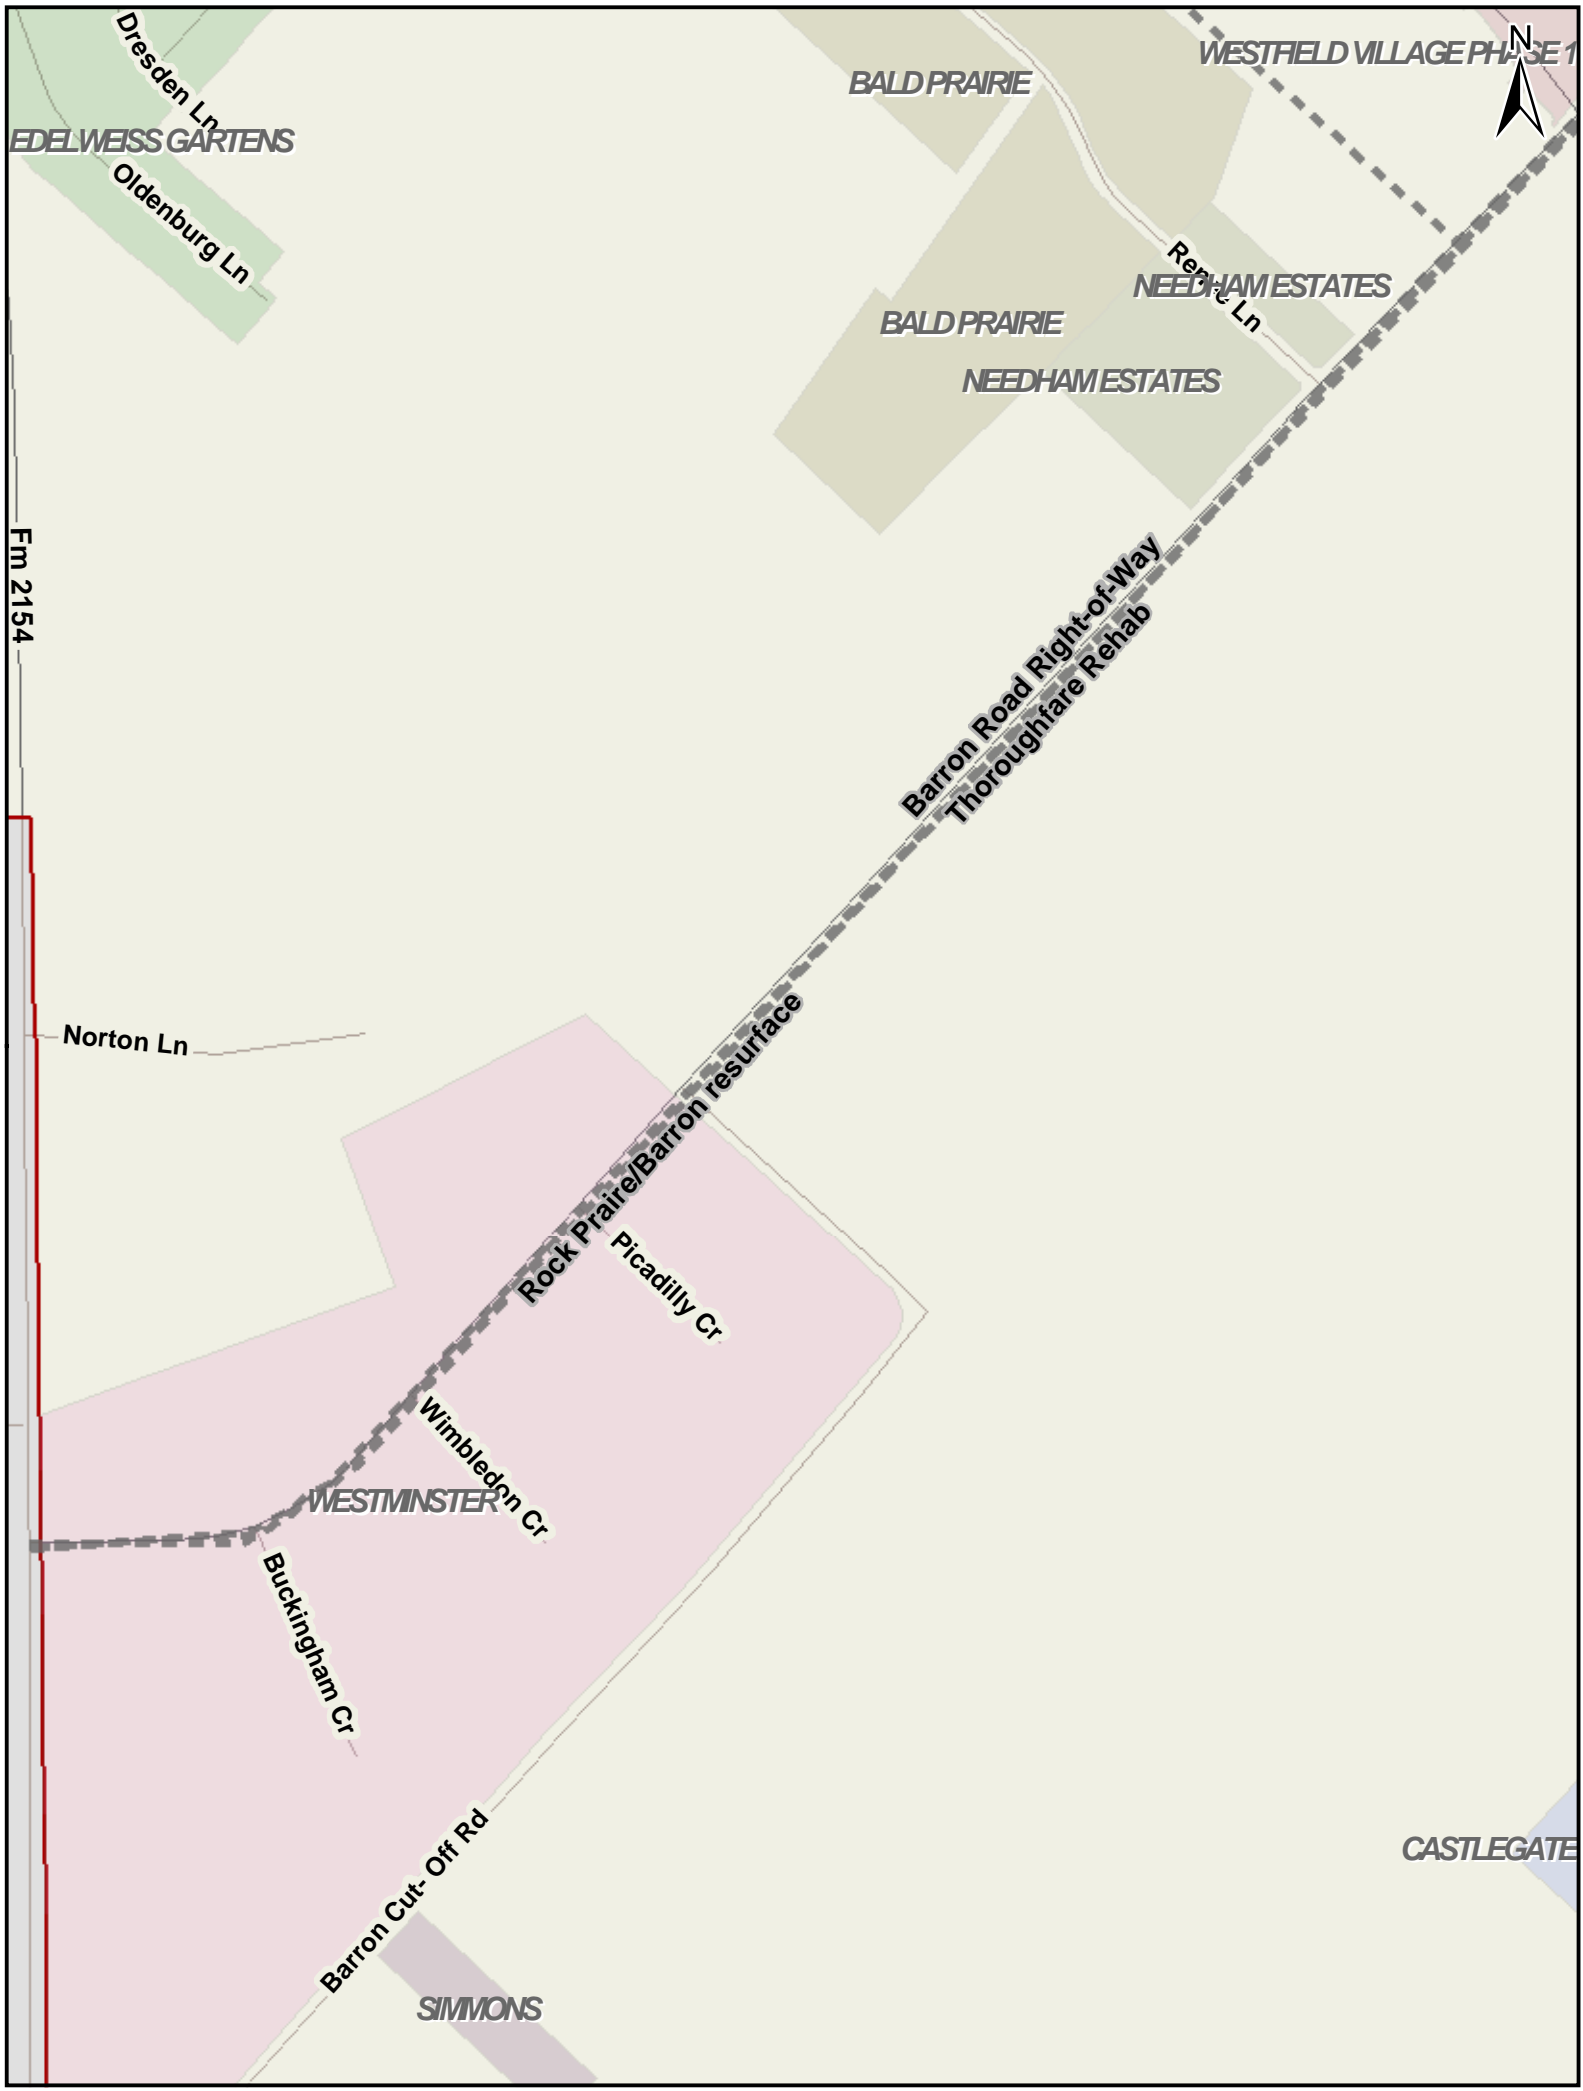 Dresden Ln
N
WESTFIELD VILLAGE PHASE 1
BALD PRAIRIE
EDELWEISS GARTENS
Oldenburg Ln
NEEDHAM ESTATES
BALD PRAIRIE
NEEDHAM ESTATES
Fm 2154
Barron Road Right-of-Way
Thoroughfare Rehab
Norton Ln
Rock Praire/Barron resurface
Picadilly Cr
Wimbledon Cr
WESTMINSTER
Buckingham Cr
Barron Cut- Off Rd
CASTLEGATE
SIMMONS